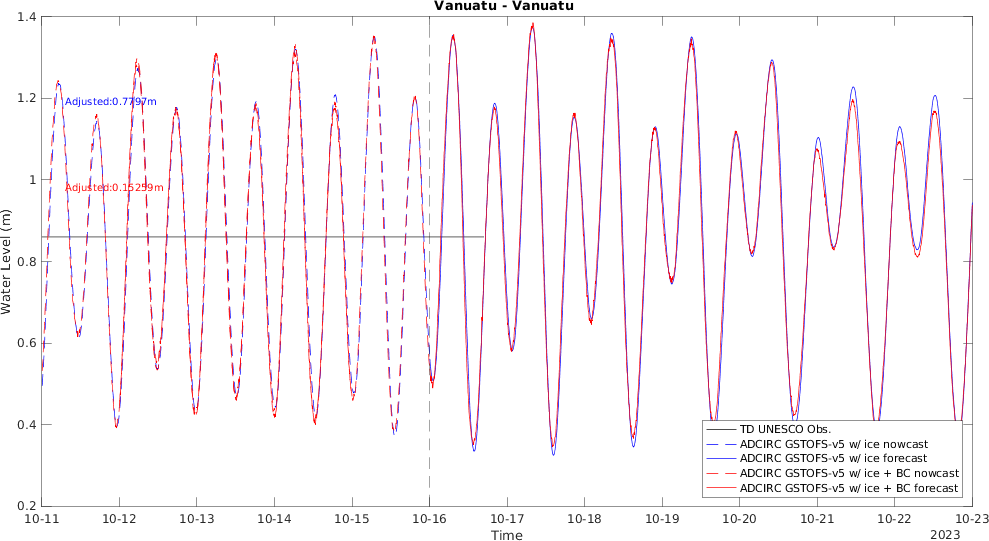 Vanuatu - Vanuatu
1.4
1.2
1
0.8
0.6
0.4
0.2
Water Level (m)
Adjusted:0.7797m
Adjusted:0.15259m
TD UNESCO Obs.
ADCIRC GSTOFS-v5 w/ ice nowcast
ADCIRC GSTOFS-v5 w/ ice forecast
ADCIRC GSTOFS-v5 w/ ice + BC nowcast
ADCIRC GSTOFS-v5 w/ ice + BC forecast
10-11 10-12 10-13 10-14 10-15 10-16 10-17 10-18 10-19 10-20 10-21 10-22 10-23
Time
2023